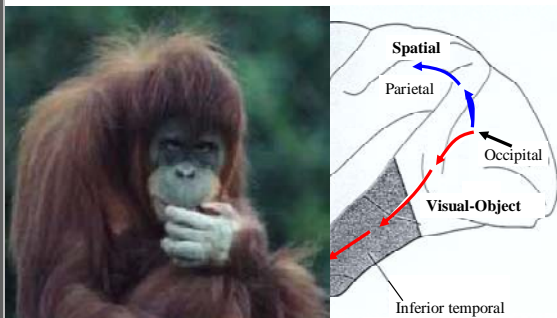 Spatial
Parietal
Occipital
Visual-Object
Inferior temporal